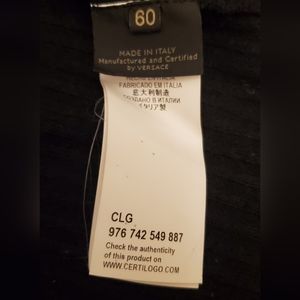 60
MADE IN ITALY
Manufactured and Certified
by VERSACE
FABRICADO EM ITALIA
意大利制造
СДЕЛАНО В ИТАЛИИ
イタリア製
CLG
976 742 549 887
Check the authenticity
of this product on
WWW.CERTILOGO.COM